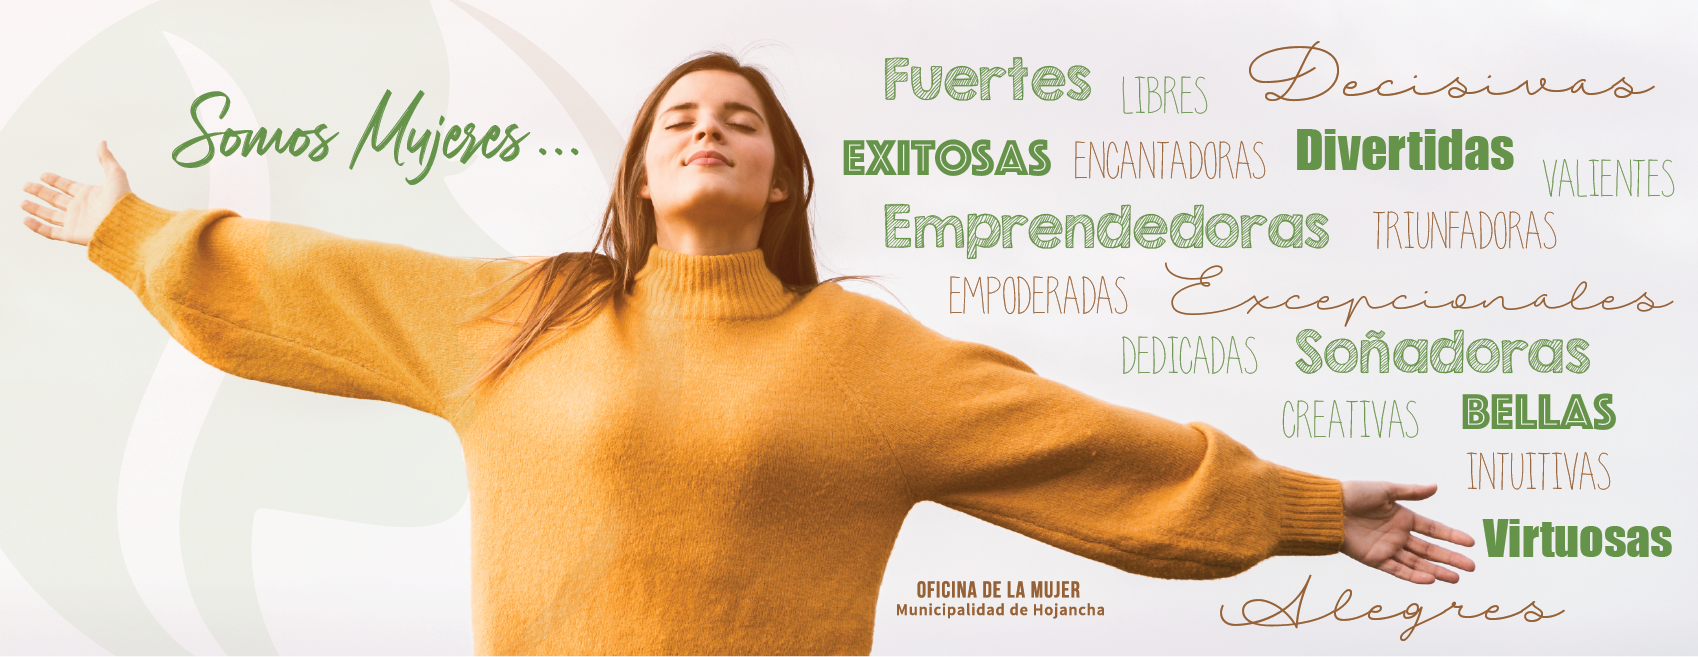 Somos Mujeres...
Fuertes LIBRES Decisivas
EXITOSAS ENCANTADORAS Divertidas VALIENTES
Emprendedoras TRIUNFADORAS
EMPODERADAS Excepcionales
DEDICADAS Soñadoras
CREATIVAS BELLAS
INTUITIVAS
Virtuosas
Alegres
OFICINA DE LA MUJER
Municipalidad de Hojancha